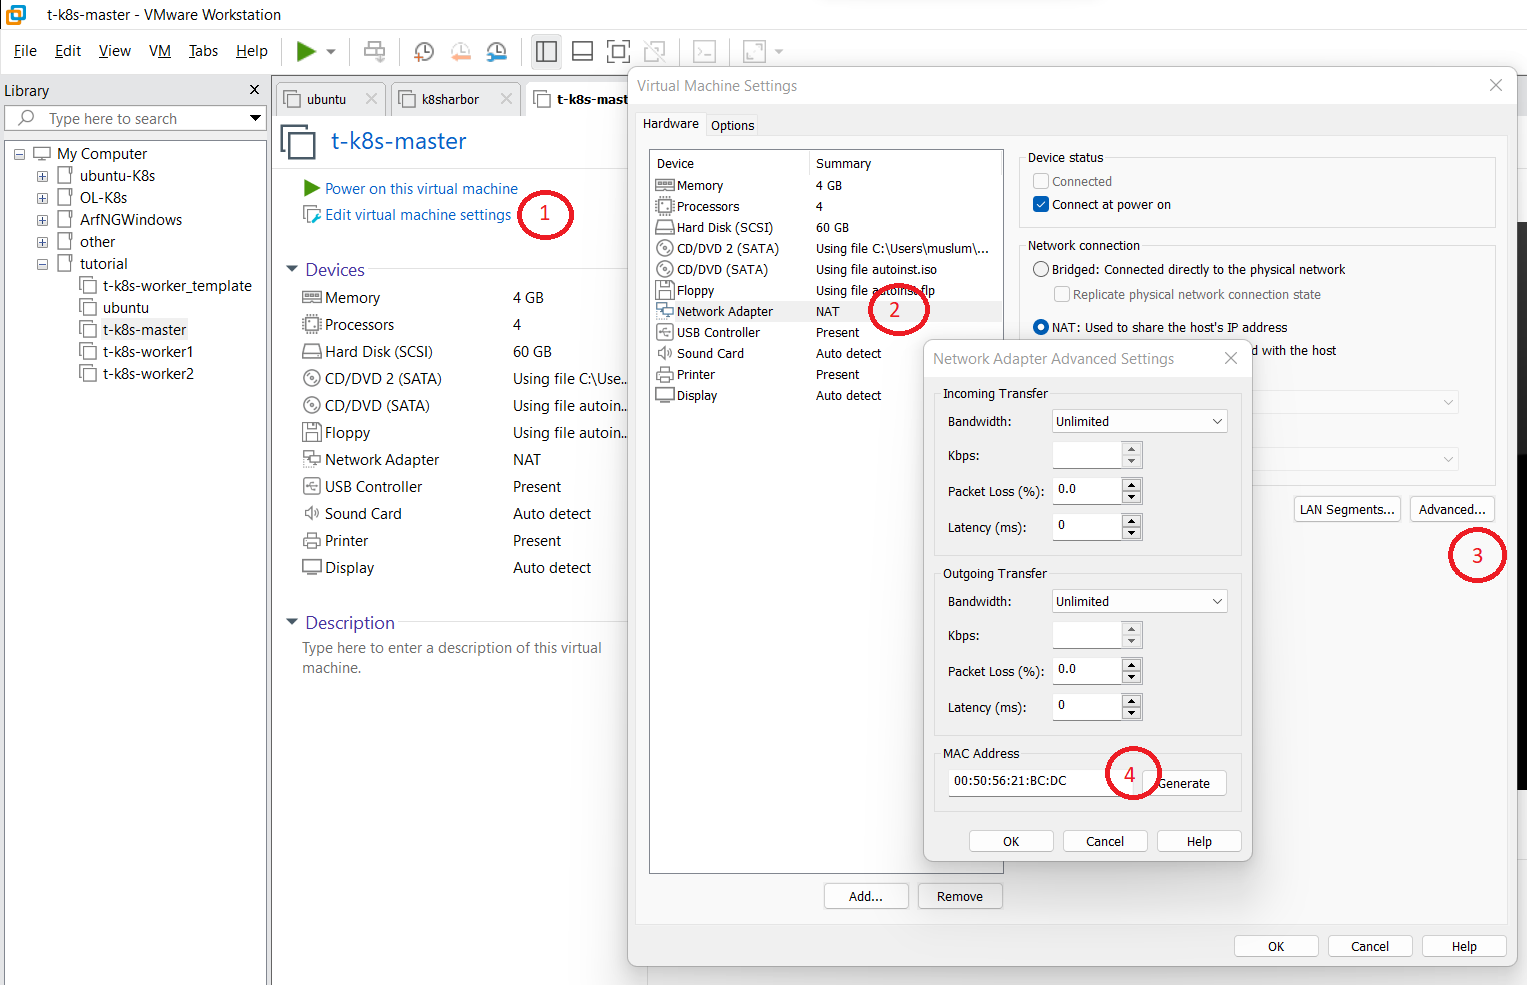 t-k8s-master - VMware Workstation
File Edit View VM Tabs Help
Library
Type here to search
My Computer
ubuntu-K8s
OL-K8s
ArfNGWindows
other
tutorial
t-k8s-worker_template
ubuntu
t-k8s-master
t-k8s-worker1
t-k8s-worker2
ubuntu k8sharbor t-k8s-mast
t-k8s-master
Power on this virtual machine
Edit virtual machine settings 1
Devices
Memory 4 GB
Processors 4
Hard Disk (SCSI) 60 GB
CD/DVD 2 (SATA) Using file C:\Use...
CD/DVD (SATA) Using file autoin...
Floppy Using file autoin...
Network Adapter NAT
USB Controller Present
Sound Card Auto detect
Printer Present
Display Auto detect
Description
Type here to enter a description of this virtual
machine.
Virtual Machine Settings
Hardware Options
Device Summary
Memory 4 GB
Processors 4
Hard Disk (SCSI) 60 GB
CD/DVD 2 (SATA) Using file C:\Users\muslum\...
CD/DVD (SATA) Using file autoinst.iso
Floppy Using file autoinst.flp
Network Adapter NAT 2
USB Controller Present
Sound Card Auto detect
Printer Present
Display Auto detect
Add... Remove
Device status
Connected
Connect at power on
Network connection
Bridged: Connected directly to the physical network
Replicate physical network connection state
NAT: Used to share the host's IP address
d with the host
LAN Segments... Advanced...
3
Network Adapter Advanced Settings
Incoming Transfer
Bandwidth: Unlimited
Kbps:
Packet Loss (%): 0.0
Latency (ms): 0
Outgoing Transfer
Bandwidth: Unlimited
Kbps:
Packet Loss (%): 0.0
Latency (ms): 0
MAC Address
00:50:56:21:BC:DC 4 Generate
OK Cancel Help
OK Cancel Help